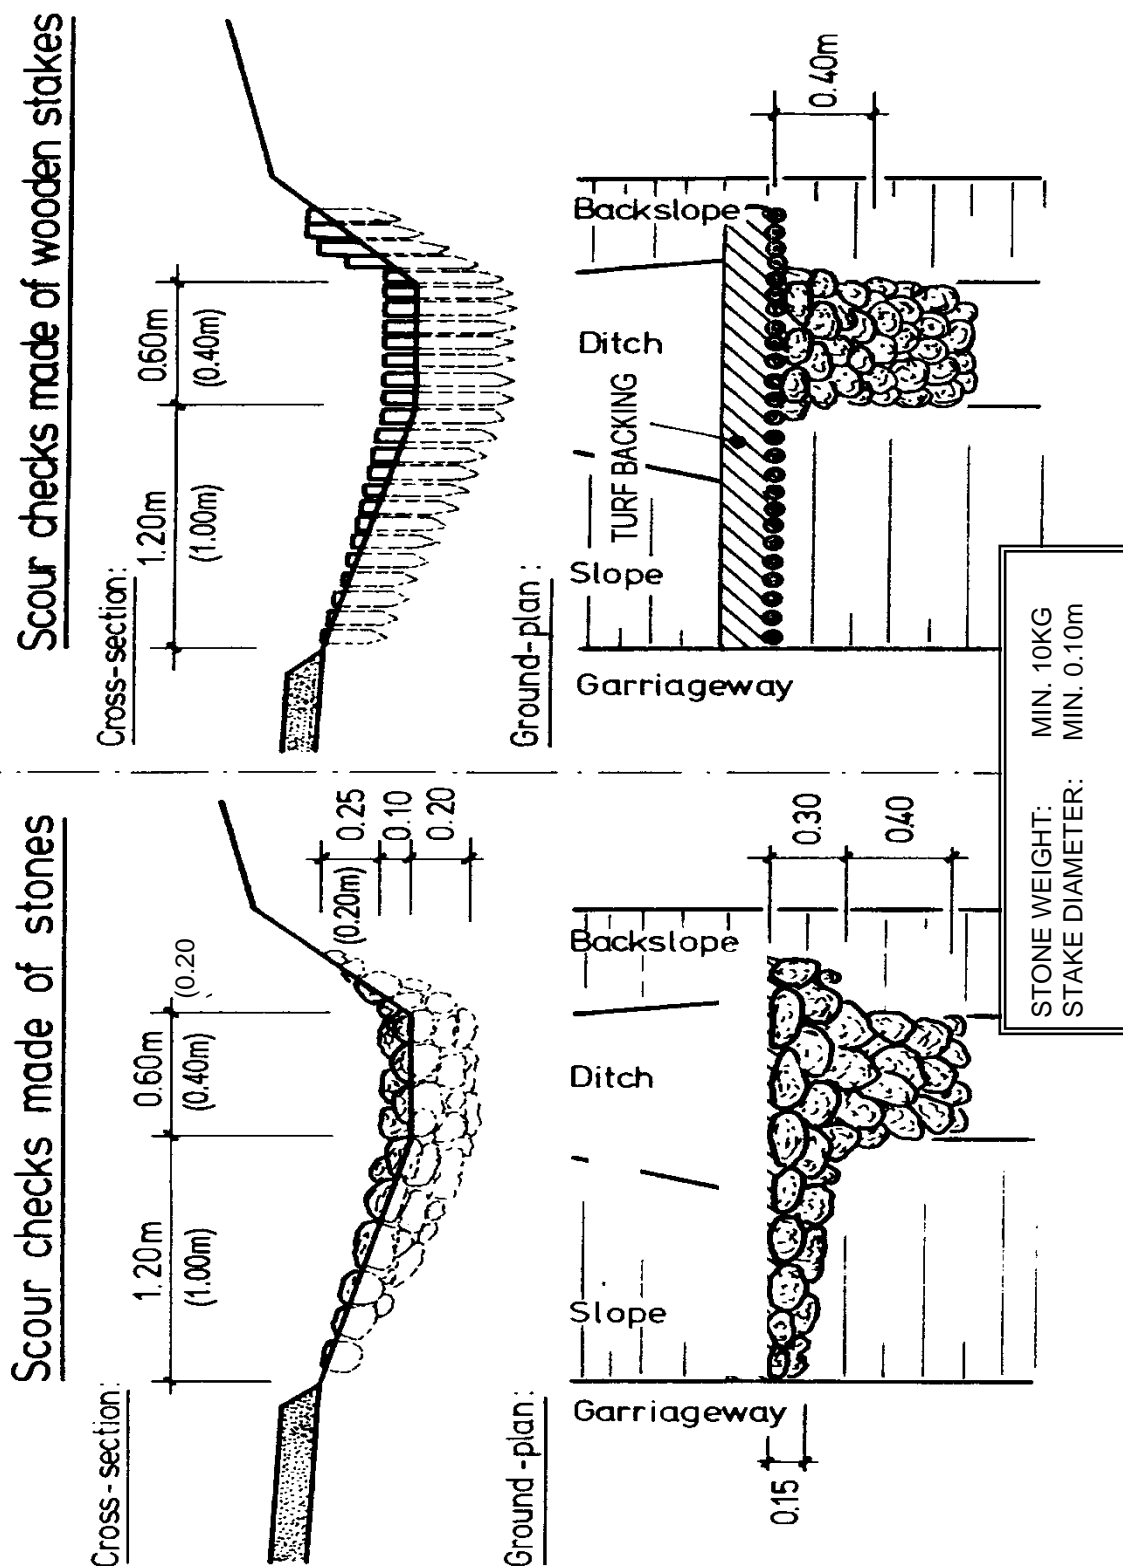 Scour checks made of stones
Cross-section:
1.20m
(1.00m)
0.60m
(0.40m)
(0.20
(0.20m)
0.25
0.10
0.20
Ground-plan:
Garriageway
Slope
Ditch
Backslope
0.15
0.30
0.40
Scour checks made of wooden stakes
Cross-section:
1.20m
(1.00m)
0.60m
(0.40m)
Ground-plan:
Garriageway
Slope
TURF BACKING
Ditch
Backslope
0.40m
STONE WEIGHT: MIN. 10KG
STAKE DIAMETER: MIN. 0.10m